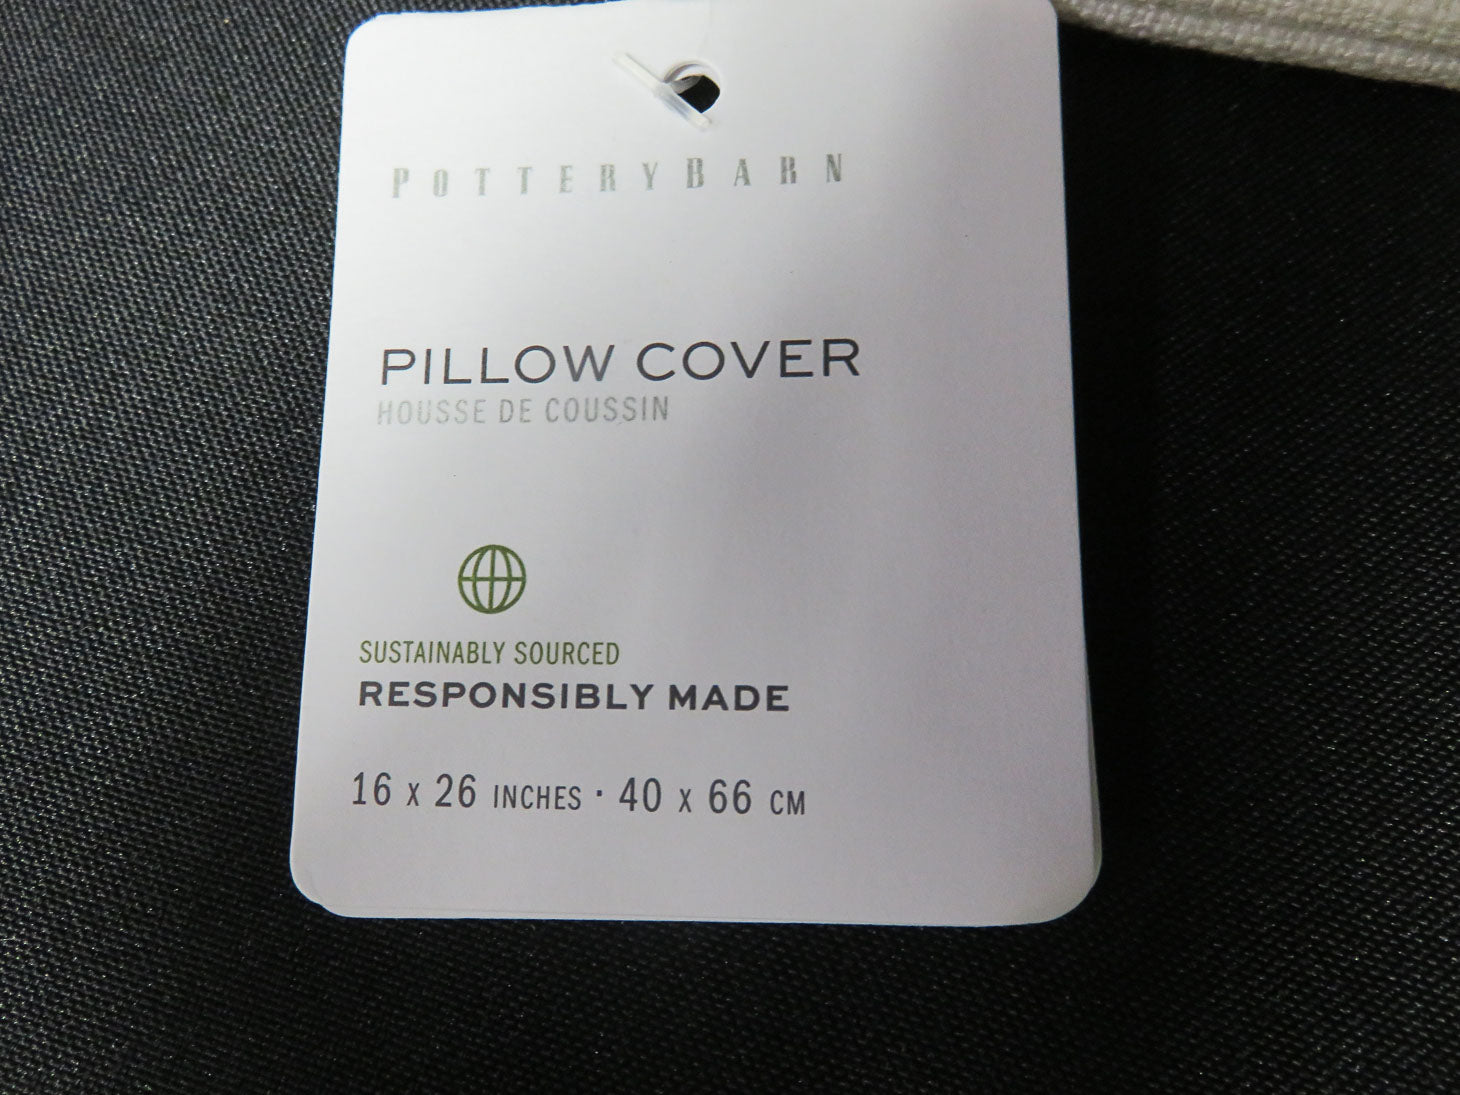 POTTERYBARN
PILLOW COVER
HOUSSE DE COUSSIN
SUSTAINABLY SOURCED
RESPONSIBLY MADE
16 x 26 INCHES · 40 x 66 CM